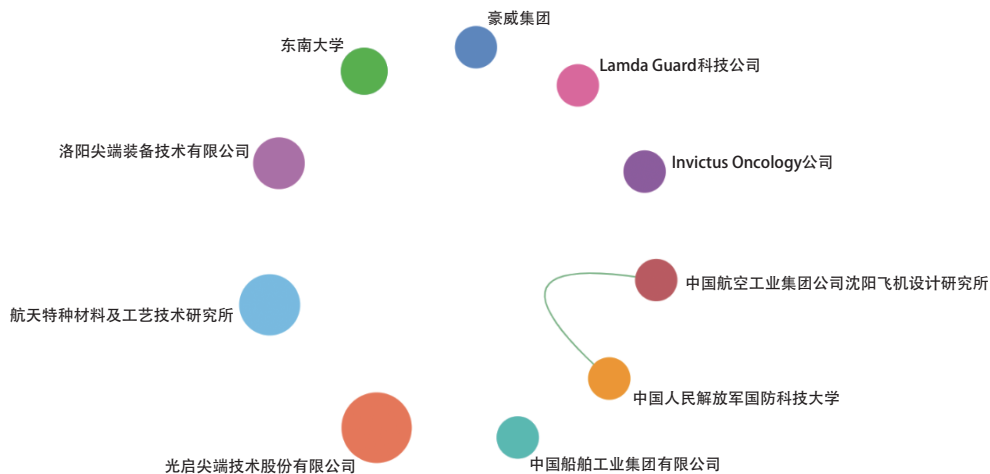 豪威集团
东南大学
Lamda Guard科技公司
洛阳尖端装备技术有限公司
Invictus Oncology公司
中国航空工业集团公司沈阳飞机设计研究所
航天特种材料及工艺技术研究所
中国人民解放军国防科技大学
光启尖端技术股份有限公司
中国船舶工业集团有限公司